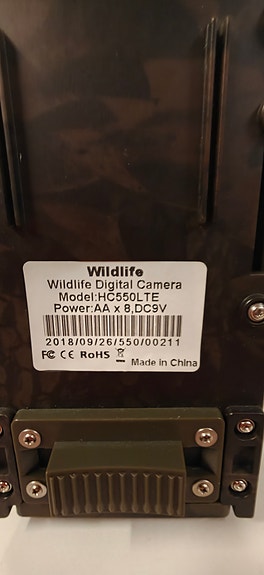 Wildlife
Wildlife Digital Camera
Model:HC550LTE
Power:AA x 8,DC9V
2018/09/26/550/00211
FC CE RoHS Made in China